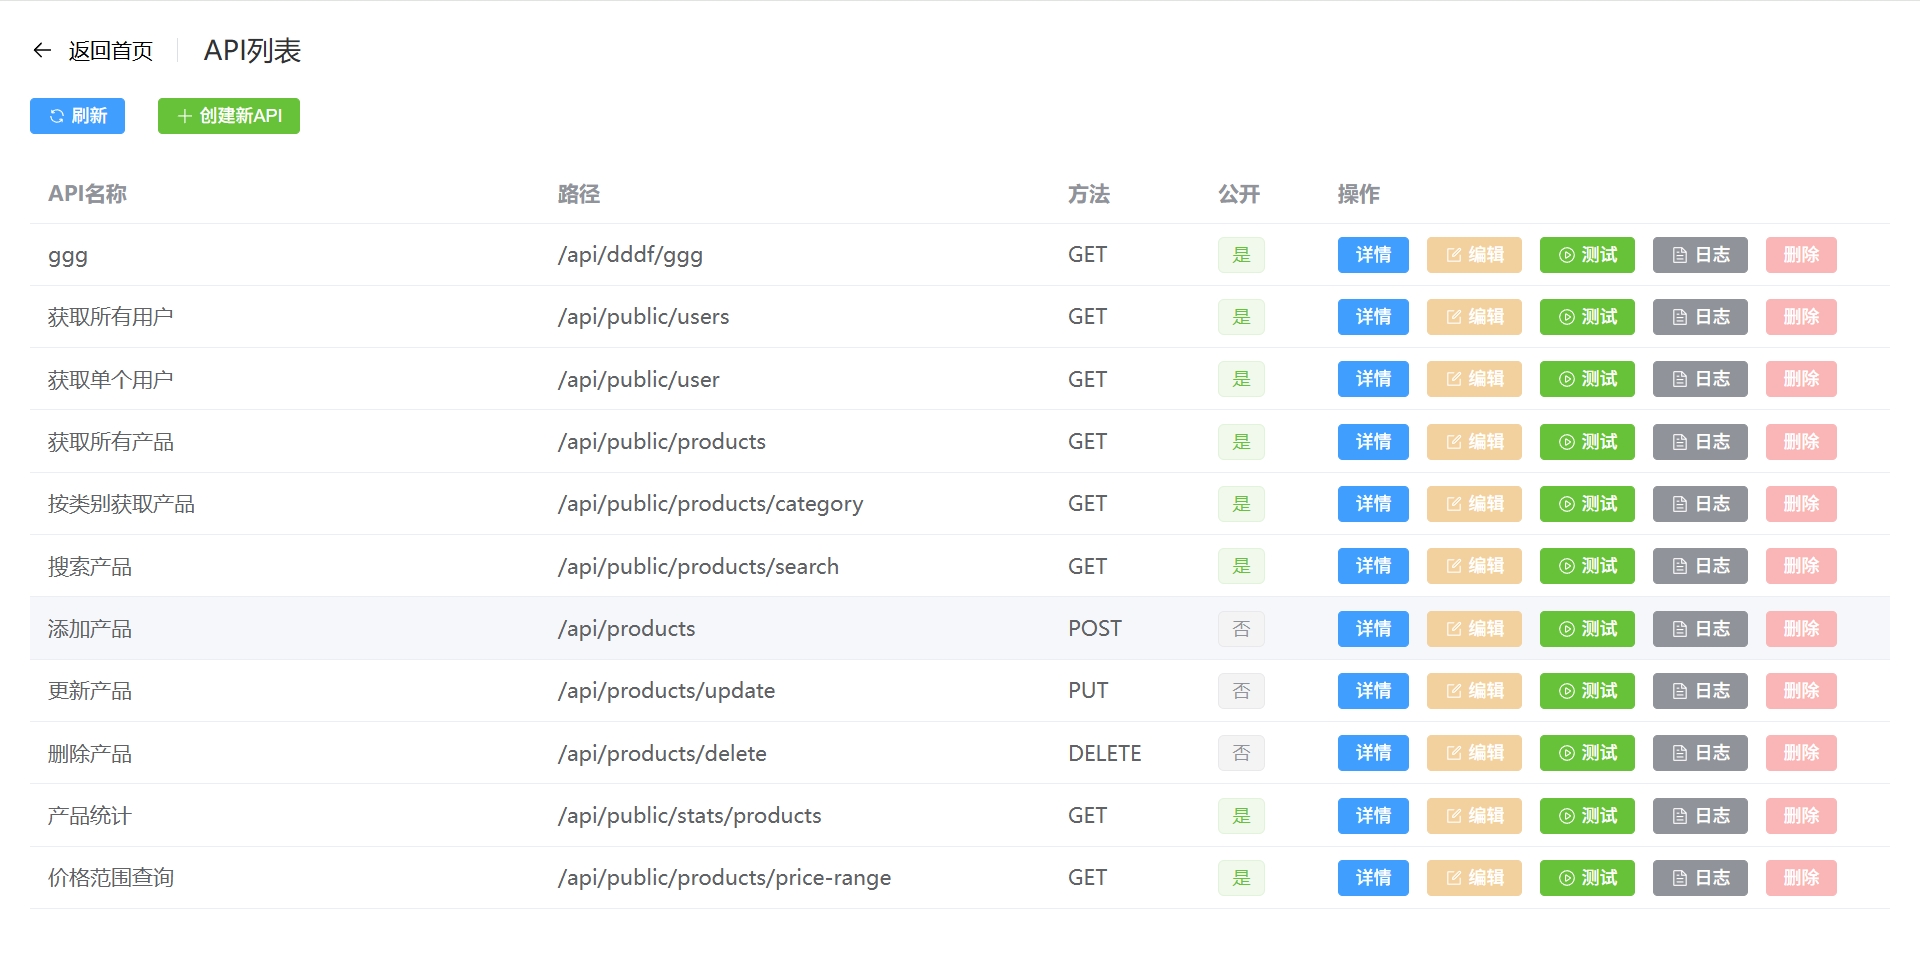 返回首页 API列表
刷新 创建新API
API名称 路径 方法 公开 操作
ggg /api/dddf/ggg GET 是 详情 编辑 测试 日志 删除
获取所有用户 /api/public/users GET 是 详情 编辑 测试 日志 删除
获取单个用户 /api/public/user GET 是 详情 编辑 测试 日志 删除
获取所有产品 /api/public/products GET 是 详情 编辑 测试 日志 删除
按类别获取产品 /api/public/products/category GET 是 详情 编辑 测试 日志 删除
搜索产品 /api/public/products/search GET 是 详情 编辑 测试 日志 删除
添加产品 /api/products POST 否 详情 编辑 测试 日志 删除
更新产品 /api/products/update PUT 否 详情 编辑 测试 日志 删除
删除产品 /api/products/delete DELETE 否 详情 编辑 测试 日志 删除
产品统计 /api/public/stats/products GET 是 详情 编辑 测试 日志 删除
价格范围查询 /api/public/products/price-range GET 是 详情 编辑 测试 日志 删除